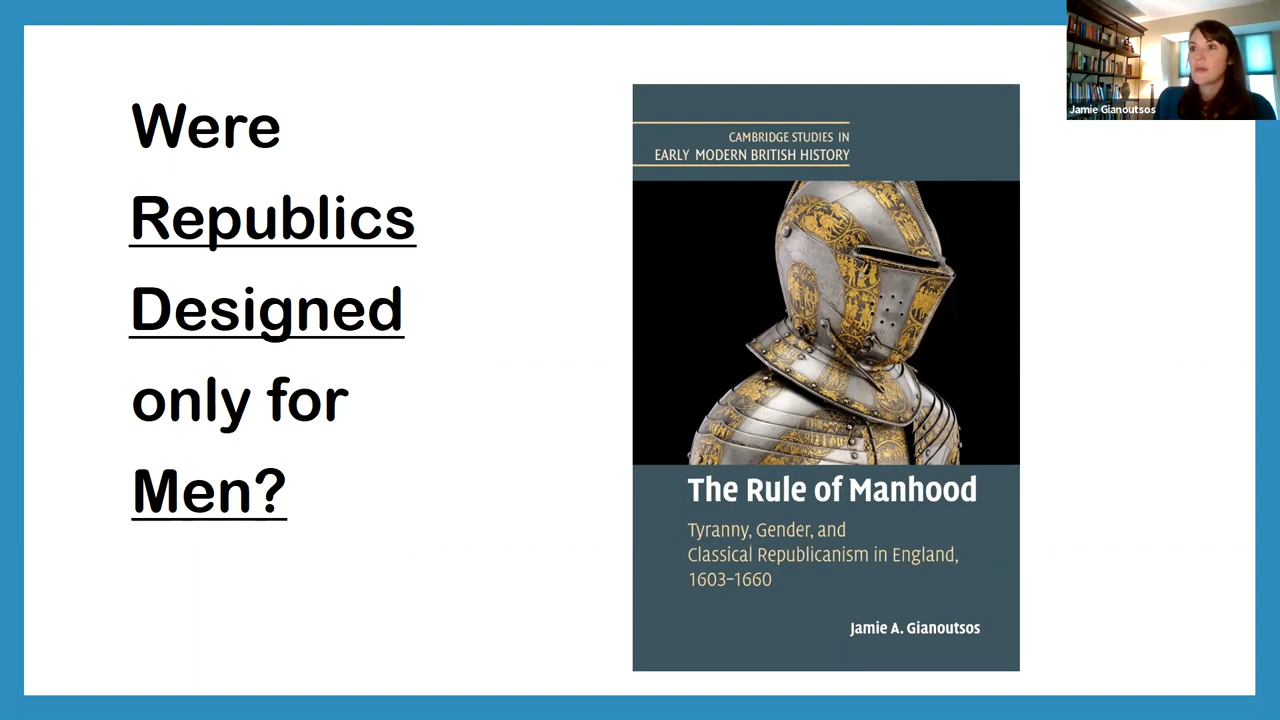 Were
Republics
Designed
only for
Men?
CAMBRIDGE STUDIES IN
EARLY MODERN BRITISH HISTORY
The Rule of Manhood
Tyranny, Gender, and
Classical Republicanism in England,
1603–1660
Jamie A. Gianoutsos
Jamie Gianoutsos